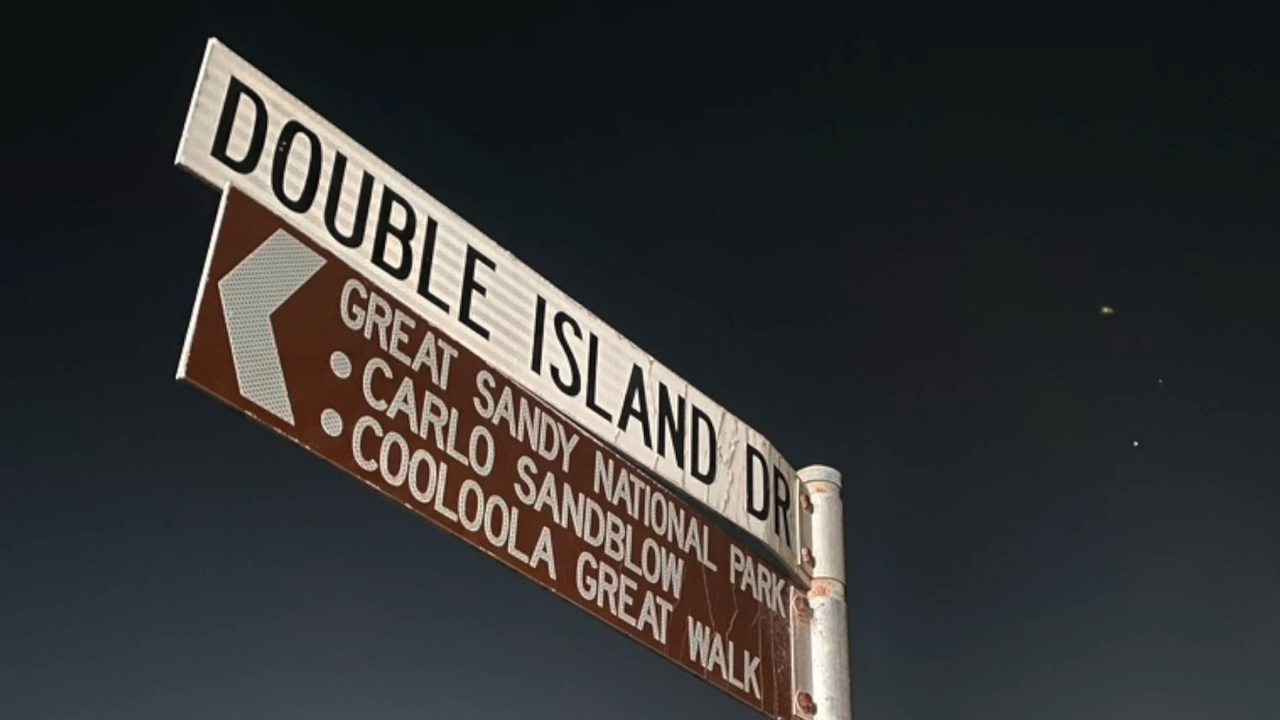 DOUBLE ISLAND DR
GREAT SANDY NATIONAL PARK
• CARLO SANDBLOW
• COOLOOLA GREAT WALK